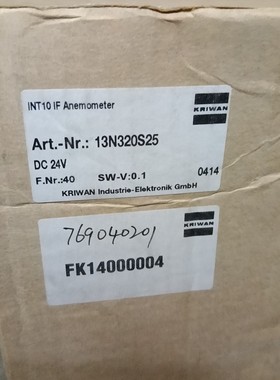 KRIWAN
INT10 IF Anemometer
KRIWAN
Art.-Nr.: 13N320S25
DC 24V
F.Nr.:40 SW-V:0.1 0414
KRIWAN Industrie-Elektronik GmbH
769040201
FK14000004